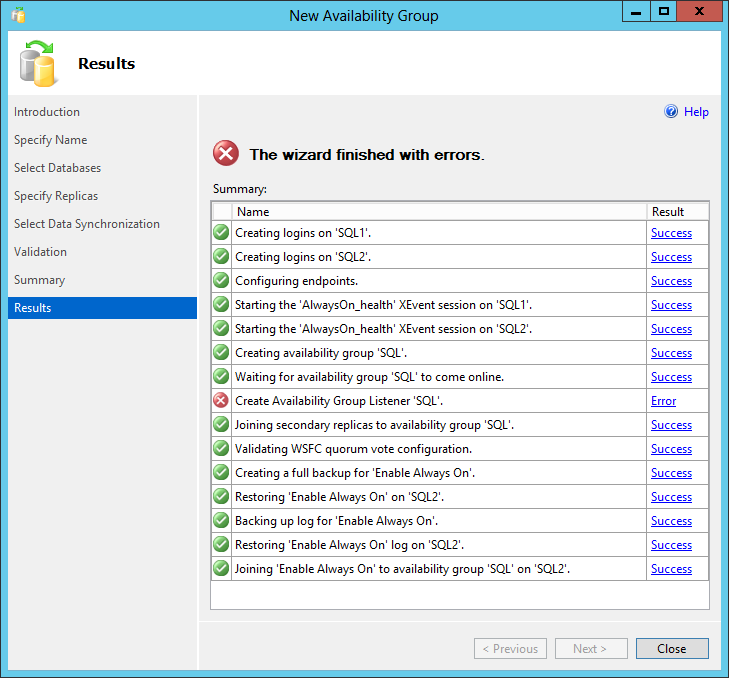 New Availability Group
Results
Introduction
Specify Name
Select Databases
Specify Replicas
Select Data Synchronization
Validation
Summary
Results
Help
The wizard finished with errors.
Summary:
Name Result
Creating logins on 'SQL1'. Success
Creating logins on 'SQL2'. Success
Configuring endpoints. Success
Starting the 'AlwaysOn_health' XEvent session on 'SQL1'. Success
Starting the 'AlwaysOn_health' XEvent session on 'SQL2'. Success
Creating availability group 'SQL'. Success
Waiting for availability group 'SQL' to come online. Success
Create Availability Group Listener 'SQL'. Error
Joining secondary replicas to availability group 'SQL'. Success
Validating WSFC quorum vote configuration. Success
Creating a full backup for 'Enable Always On'. Success
Restoring 'Enable Always On' on 'SQL2'. Success
Backing up log for 'Enable Always On'. Success
Restoring 'Enable Always On' log on 'SQL2'. Success
Joining 'Enable Always On' to availability group 'SQL' on 'SQL2'. Success
< Previous Next > Close